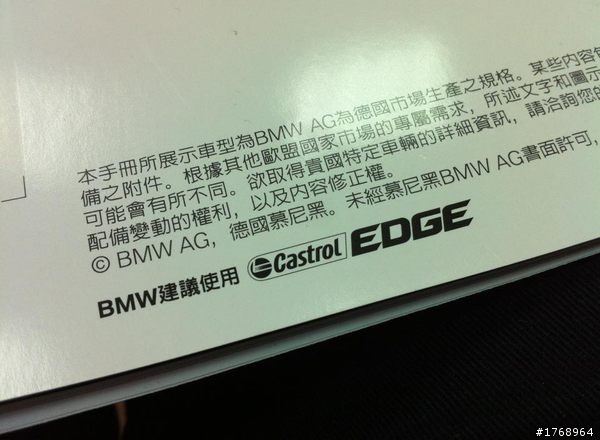 本手冊所展示車型為BMW AG為德國市場生產之規格。某些內容
備之附件。根據其他歐盟國家市場的專屬需求，所述文字和圖示
可能會有所不同。欲取得貴國特定車輛的詳細資訊，請洽詢您的
配備變動的權利，以及內容修正權。
© BMW AG，德國慕尼黑。未經慕尼黑BMW AG書面許可，
BMW建議使用 Castrol EDGE
#1768964